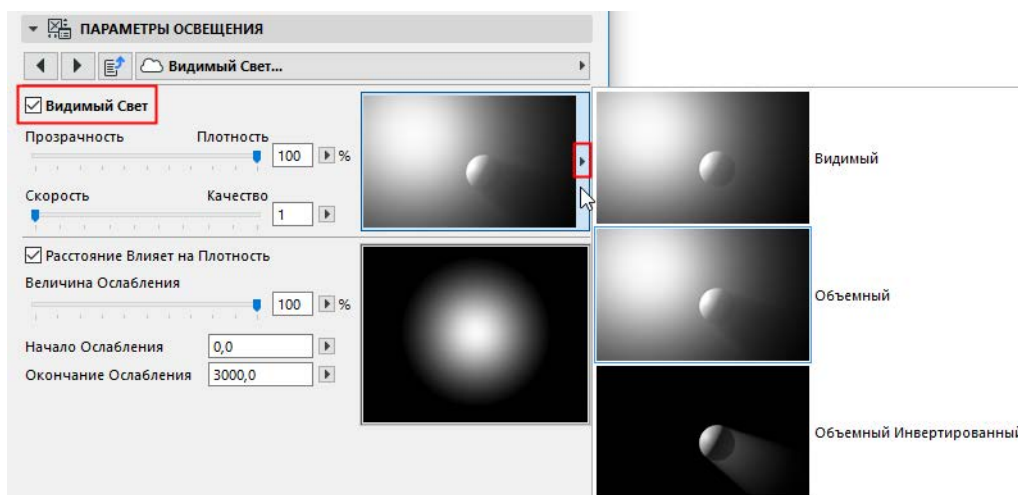 ПАРАМЕТРЫ ОСВЕЩЕНИЯ
Видимый Свет...
Видимый Свет
Прозрачность Плотность
100 %
Скорость Качество
1
Расстояние Влияет на Плотность
Величина Ослабления
100 %
Начало Ослабления 0,0
Окончание Ослабления 3000,0
Видимый
Объемный
Объемный Инвертированный